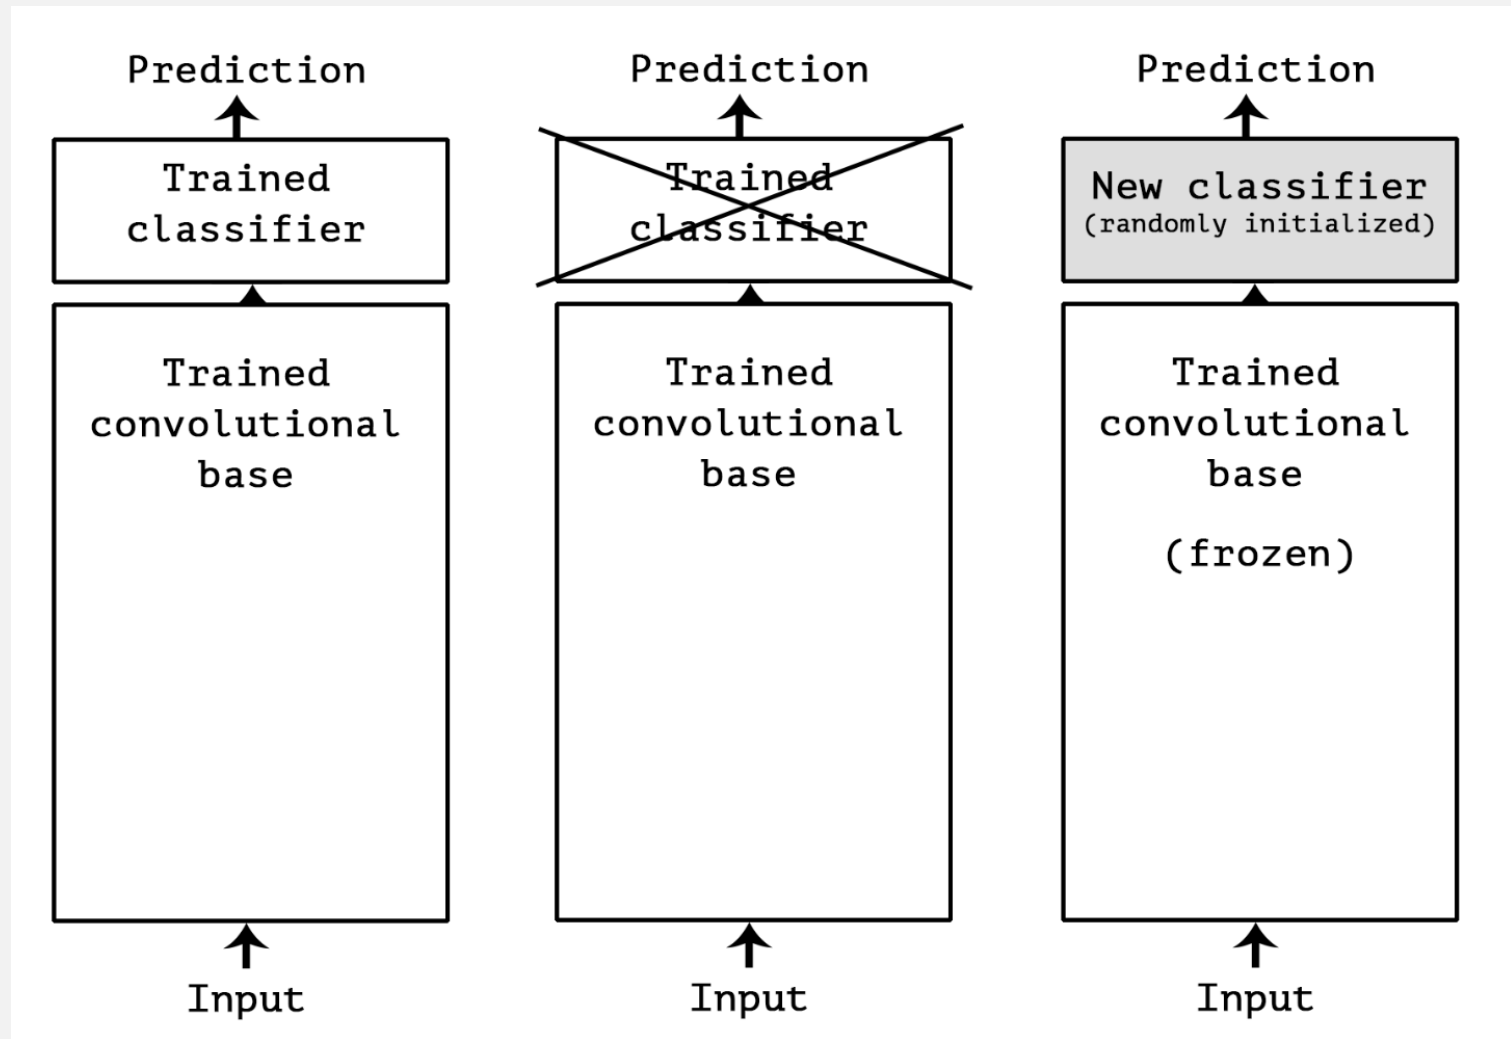 Prediction
Trained
classifier
Trained
convolutional
base
Input
Prediction
Trained
classifier
Trained
convolutional
base
Input
Prediction
New classifier
(randomly initialized)
Trained
convolutional
base
(frozen)
Input